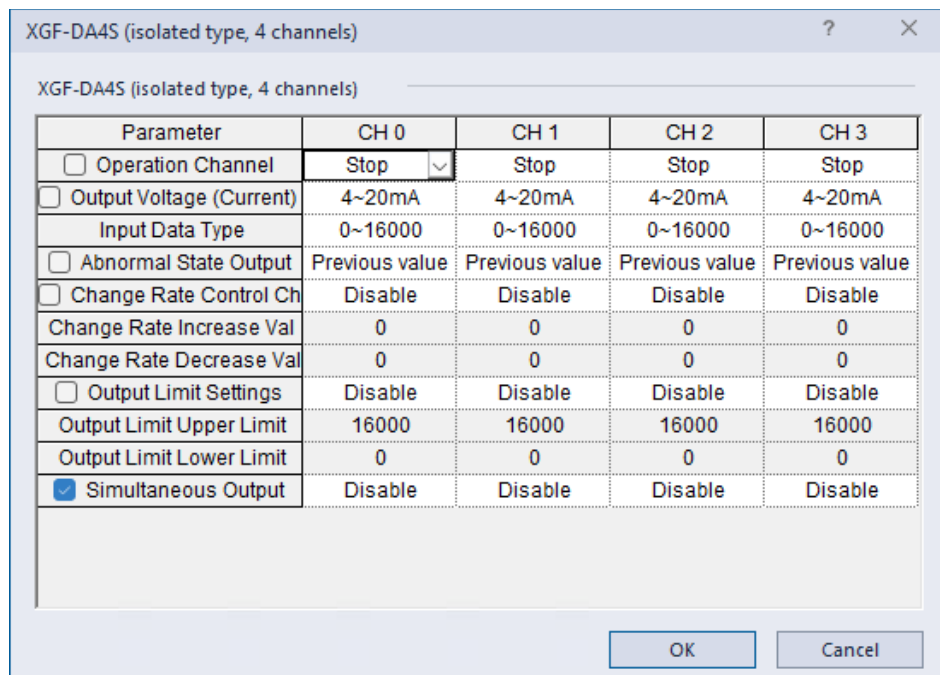 XGF-DA4S (isolated type, 4 channels)
XGF-DA4S (isolated type, 4 channels)
Parameter CH 0 CH 1 CH 2 CH 3
Operation Channel Stop Stop Stop Stop
Output Voltage (Current) 4~20mA 4~20mA 4~20mA 4~20mA
Input Data Type 0~16000 0~16000 0~16000 0~16000
Abnormal State Output Previous value Previous value Previous value Previous value
Change Rate Control Ch Disable Disable Disable Disable
Change Rate Increase Val 0 0 0 0
Change Rate Decrease Val 0 0 0 0
Output Limit Settings Disable Disable Disable Disable
Output Limit Upper Limit 16000 16000 16000 16000
Output Limit Lower Limit 0 0 0 0
Simultaneous Output Disable Disable Disable Disable
OK Cancel